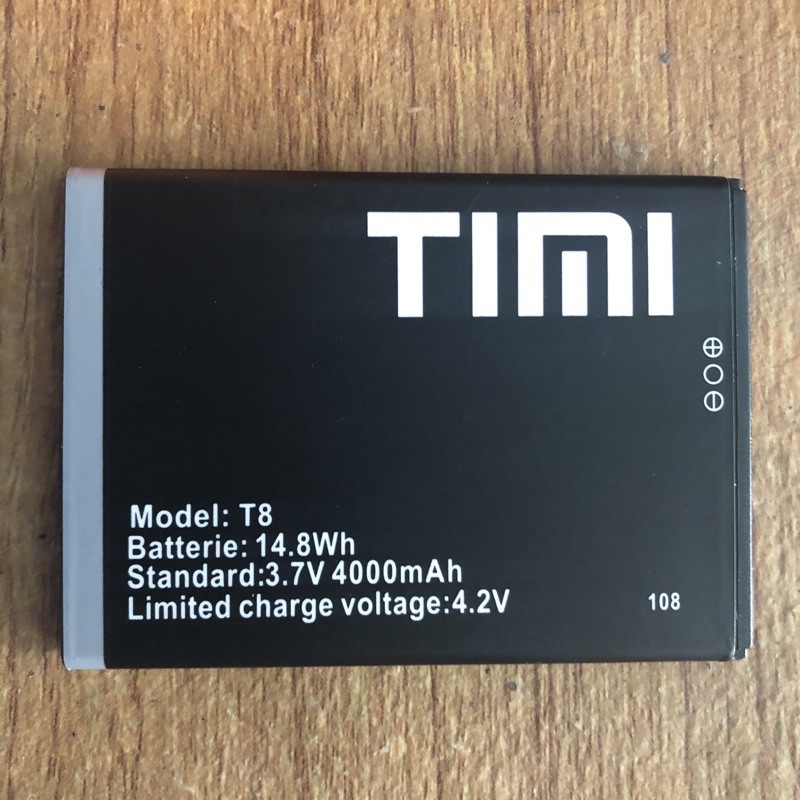 TIMI
⊕
○
⊖
Model: T8
Batterie: 14.8Wh
Standard:3.7V 4000mAh
Limited charge voltage:4.2V
108